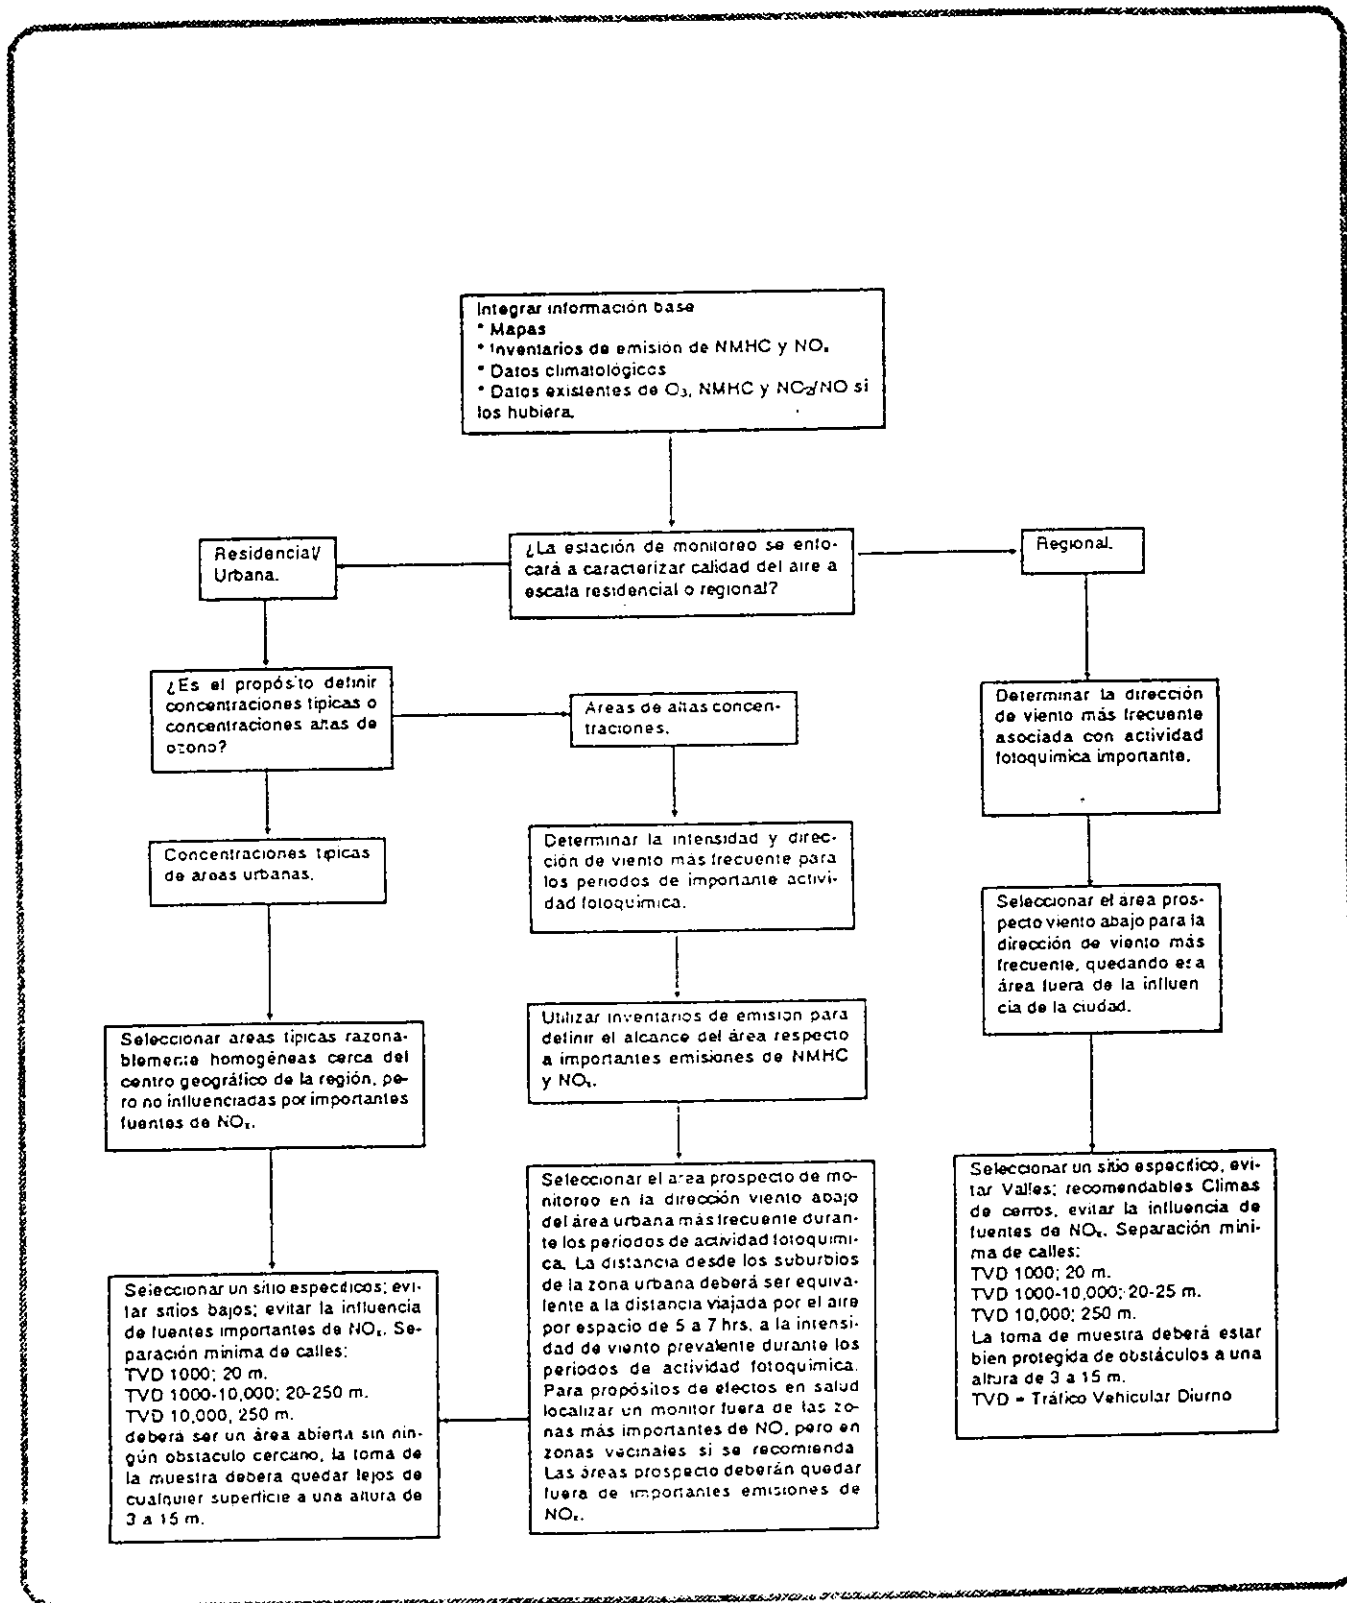 Integrar información base
* Mapas
* Inventarios de emisión de NMHC y NOₓ
* Datos climatológicos
* Datos existentes de O₃, NMHC y NO₂/NO si
los hubiera.
¿La estación de monitoreo se enfo-
cará a caracterizar calidad del aire a
escala residencial o regional?
Residencial/
Urbana.
Regional.
¿Es el propósito definir
concentraciones típicas o
concentraciones altas de
ozono?
Areas de altas concen-
traciones.
Determinar la dirección
de viento más frecuente
asociada con actividad
fotoquímica importante.
Concentraciones típicas
de areas urbanas.
Determinar la intensidad y direc-
ción de viento más frecuente para
los periodos de importante activi-
dad fotoquímica.
Seleccionar el área pros-
pecto viento abajo para la
dirección de viento más
frecuente, quedando esa
área fuera de la influen
cia de la ciudad.
Seleccionar areas típicas razona-
blemente homogéneas cerca del
centro geográfico de la región, pe-
ro no influenciadas por importantes
fuentes de NOₓ.
Utilizar inventarios de emisión para
definir el alcance del área respecto
a importantes emisiones de NMHC
y NOₓ.
Seleccionar un sitio especifícos; evi-
tar sitios bajos; evitar la influencia
de fuentes importantes de NOₓ. Se-
paración mínima de calles:
TVD 1000; 20 m.
TVD 1000-10,000; 20-250 m.
TVD 10,000, 250 m.
deberá ser un área abierta sin nin-
gún obstaculo cercano, la toma de
la muestra debera quedar lejos de
cualquier superficie a una altura de
3 a 15 m.
Seleccionar el area prospecto de mo-
nitoreo en la dirección viento abajo
del área urbana más frecuente duran-
te los periodos de actividad fotoquími-
ca. La distancia desde los suburbios
de la zona urbana deberá ser equiva-
lente a la distancia viajada por el aire
por espacio de 5 a 7 hrs. a la intensi-
dad de viento prevalente durante los
periodos de actividad fotoquímica.
Para propósitos de efectos en salud
localizar un monitor fuera de las zo-
nas más importantes de NO, pero en
zonas vecinales si se recomienda
Las áreas prospecto deberán quedar
fuera de importantes emisiones de
NOₓ.
Seleccionar un sitio específico, evi-
tar Valles; recomendables Climas
de cerros, evitar la influencia de
fuentes de NOₓ. Separación míni-
ma de calles:
TVD 1000; 20 m.
TVD 1000-10,000; 20-25 m.
TVD 10,000; 250 m.
La toma de muestra deberá estar
bien protegida de obstáculos a una
altura de 3 a 15 m.
TVD = Tráfico Vehicular Diurno